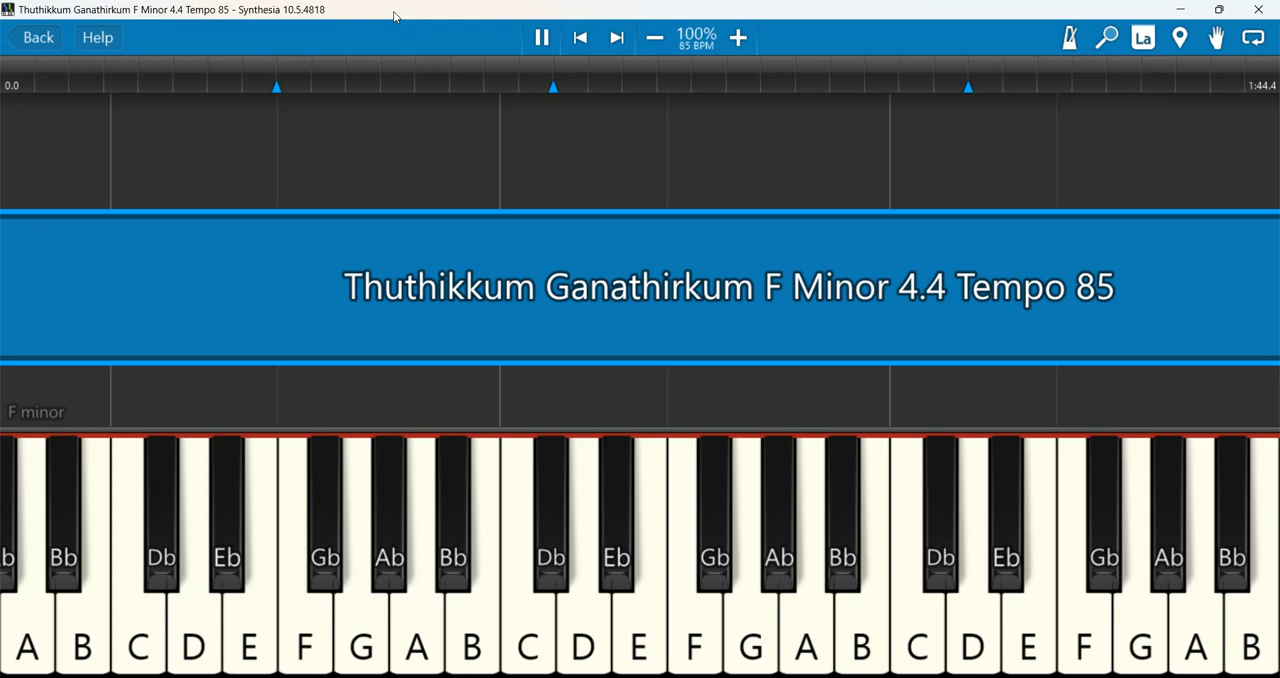 Thuthikkum Ganathirkum F Minor 4.4 Tempo 85 - Synthesia 10.5.4818
Back Help 100% La
85 BPM
0.0 1:44.4
Thuthikkum Ganathirkum F Minor 4.4 Tempo 85
F minor
b Bb Db Eb Gb Ab Bb Db Eb Gb Ab Bb Db Eb Gb Ab Bb
A B C D E F G A B C D E F G A B C D E F G A B